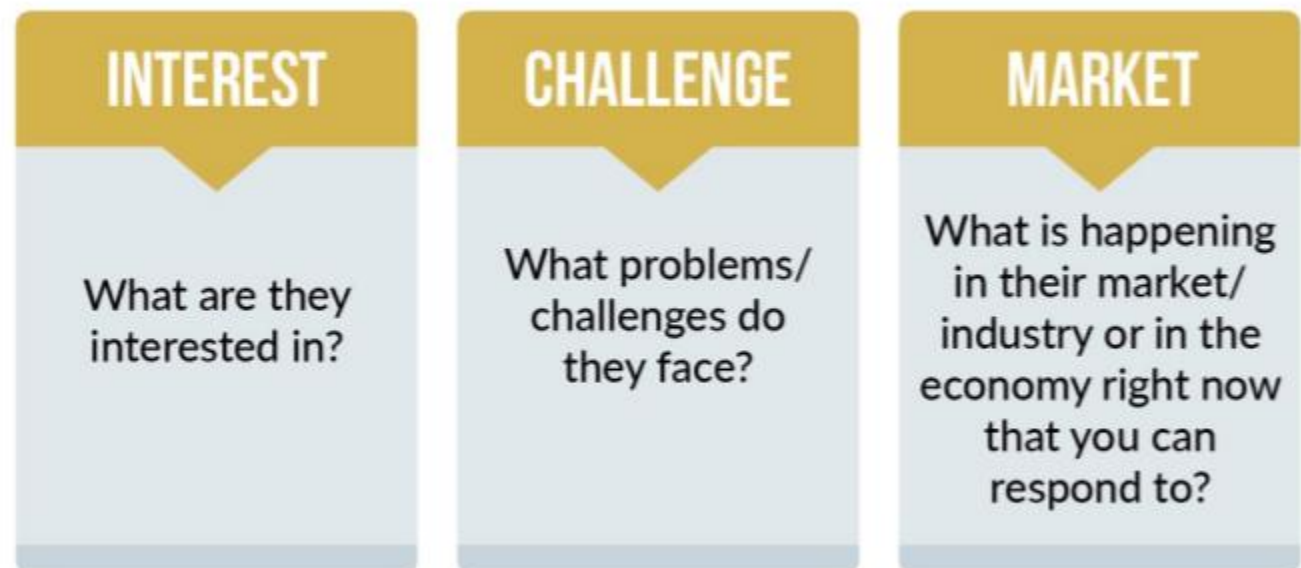 INTEREST
What are they
interested in?
CHALLENGE
What problems/
challenges do
they face?
MARKET
What is happening
in their market/
industry or in the
economy right now
that you can
respond to?